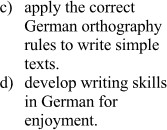 c) apply the correct
German orthography
rules to write simple
texts.
d) develop writing skills
in German for
enjoyment.